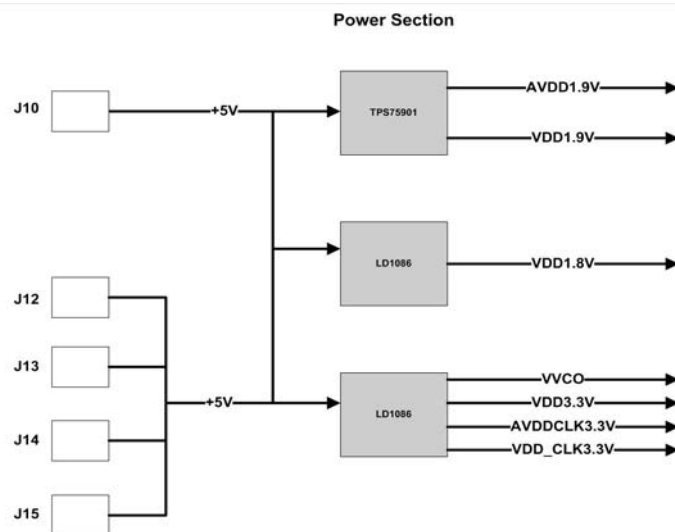 Power Section
J10
+5V
TPS75901
AVDD1.9V
VDD1.9V
LD1086
VDD1.8V
J12
J13
J14
J15
+5V
LD1086
VVCO
VDD3.3V
AVDDCLK3.3V
VDD_CLK3.3V